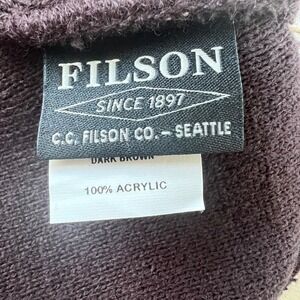 FILSON
SINCE 1897
C.C. FILSON CO. – SEATTLE
DARK BROWN
100% ACRYLIC